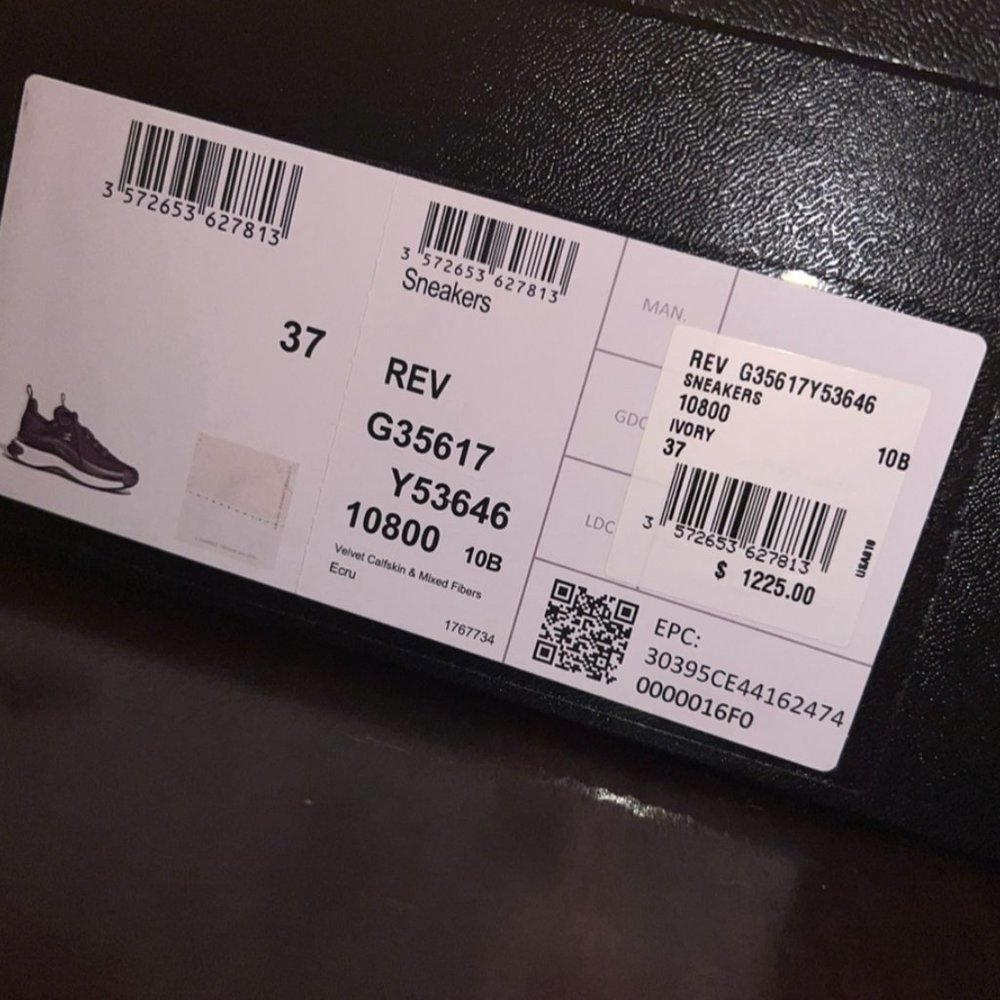 3 572653 627813
37
3 572653 627813
Sneakers
REV
G35617
Y53646
10800 10B
Velvet Calfskin & Mixed Fibers
Ecru
1767734
MAN.
GDC
LDC
REV G35617Y53646
SNEAKERS
10800 10B
IVORY
37
3 572653 627813
$ 1225.00
USA010
EPC:
30395CE44162474
0000016F0